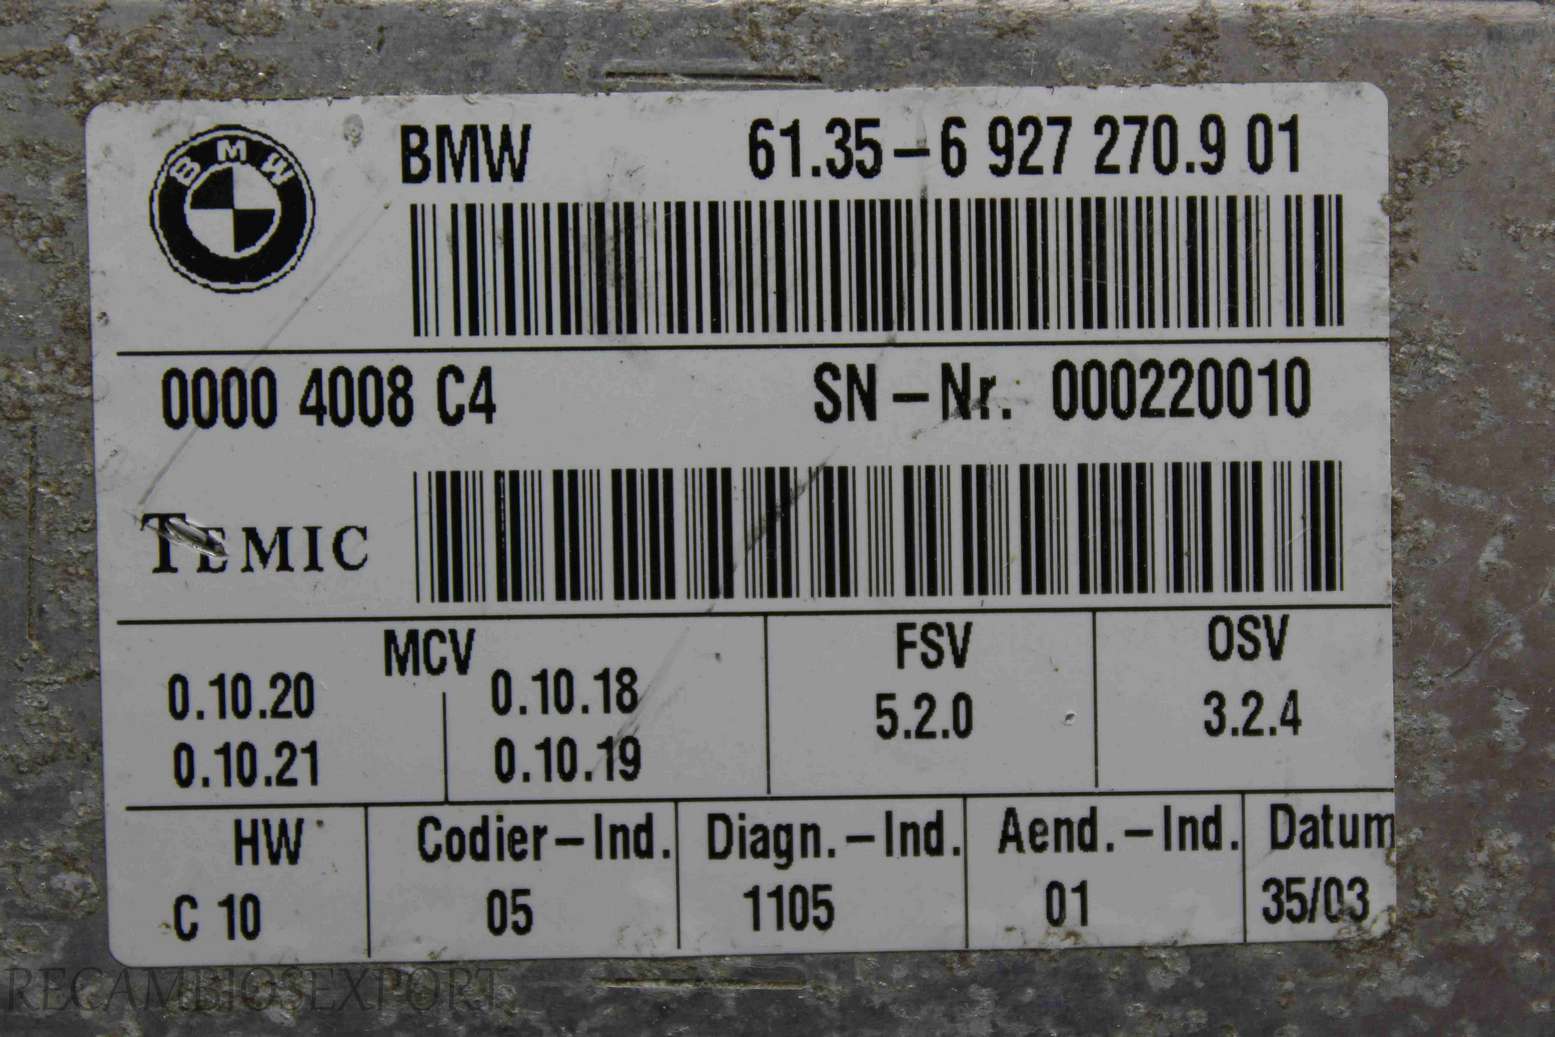 BMW
BMW 61.35-6 927 270.9 01
0000 4008 C4 SN-Nr. 000220010
TEMIC
MCV FSV OSV
0.10.20 0.10.18 5.2.0 3.2.4
0.10.21 0.10.19
HW Codier-Ind. Diagn.-Ind. Aend.-Ind. Datum
C 10 05 1105 01 35/03
RECAMBIOSEXPORT